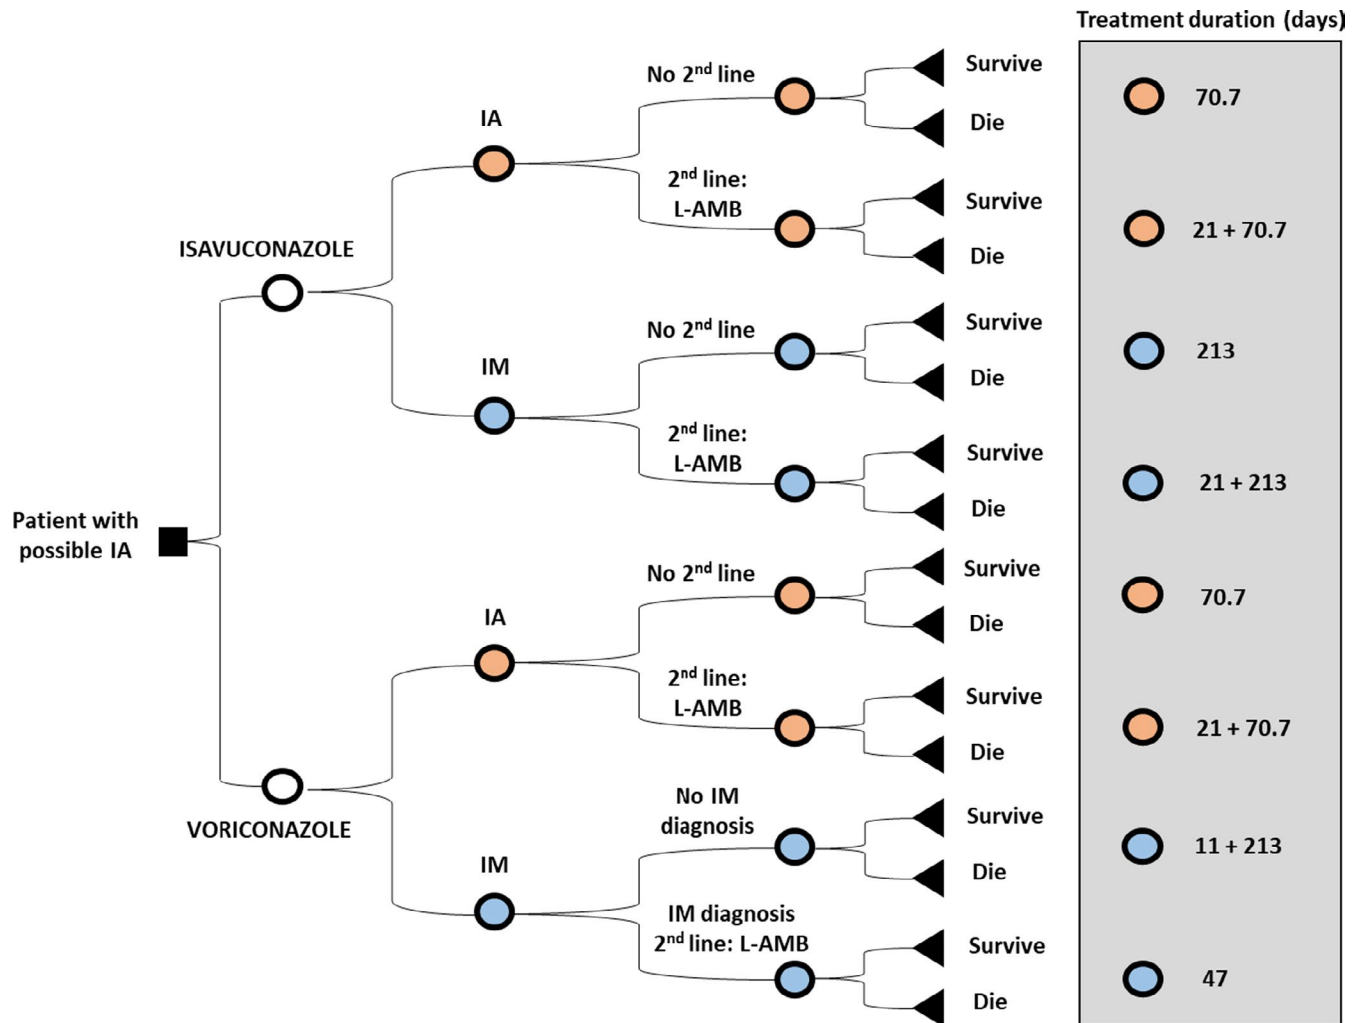 Treatment duration (days)
No 2nd line
Survive
Die
70.7
IA
2nd line:
L-AMB
Survive
Die
21 + 70.7
ISAVUCONAZOLE
No 2nd line
Survive
Die
213
IM
2nd line:
L-AMB
Survive
Die
21 + 213
Patient with
possible IA
No 2nd line
Survive
Die
70.7
IA
2nd line:
L-AMB
Survive
Die
21 + 70.7
VORICONAZOLE
No IM
diagnosis
Survive
Die
11 + 213
IM
IM diagnosis
2nd line: L-AMB
Survive
Die
47